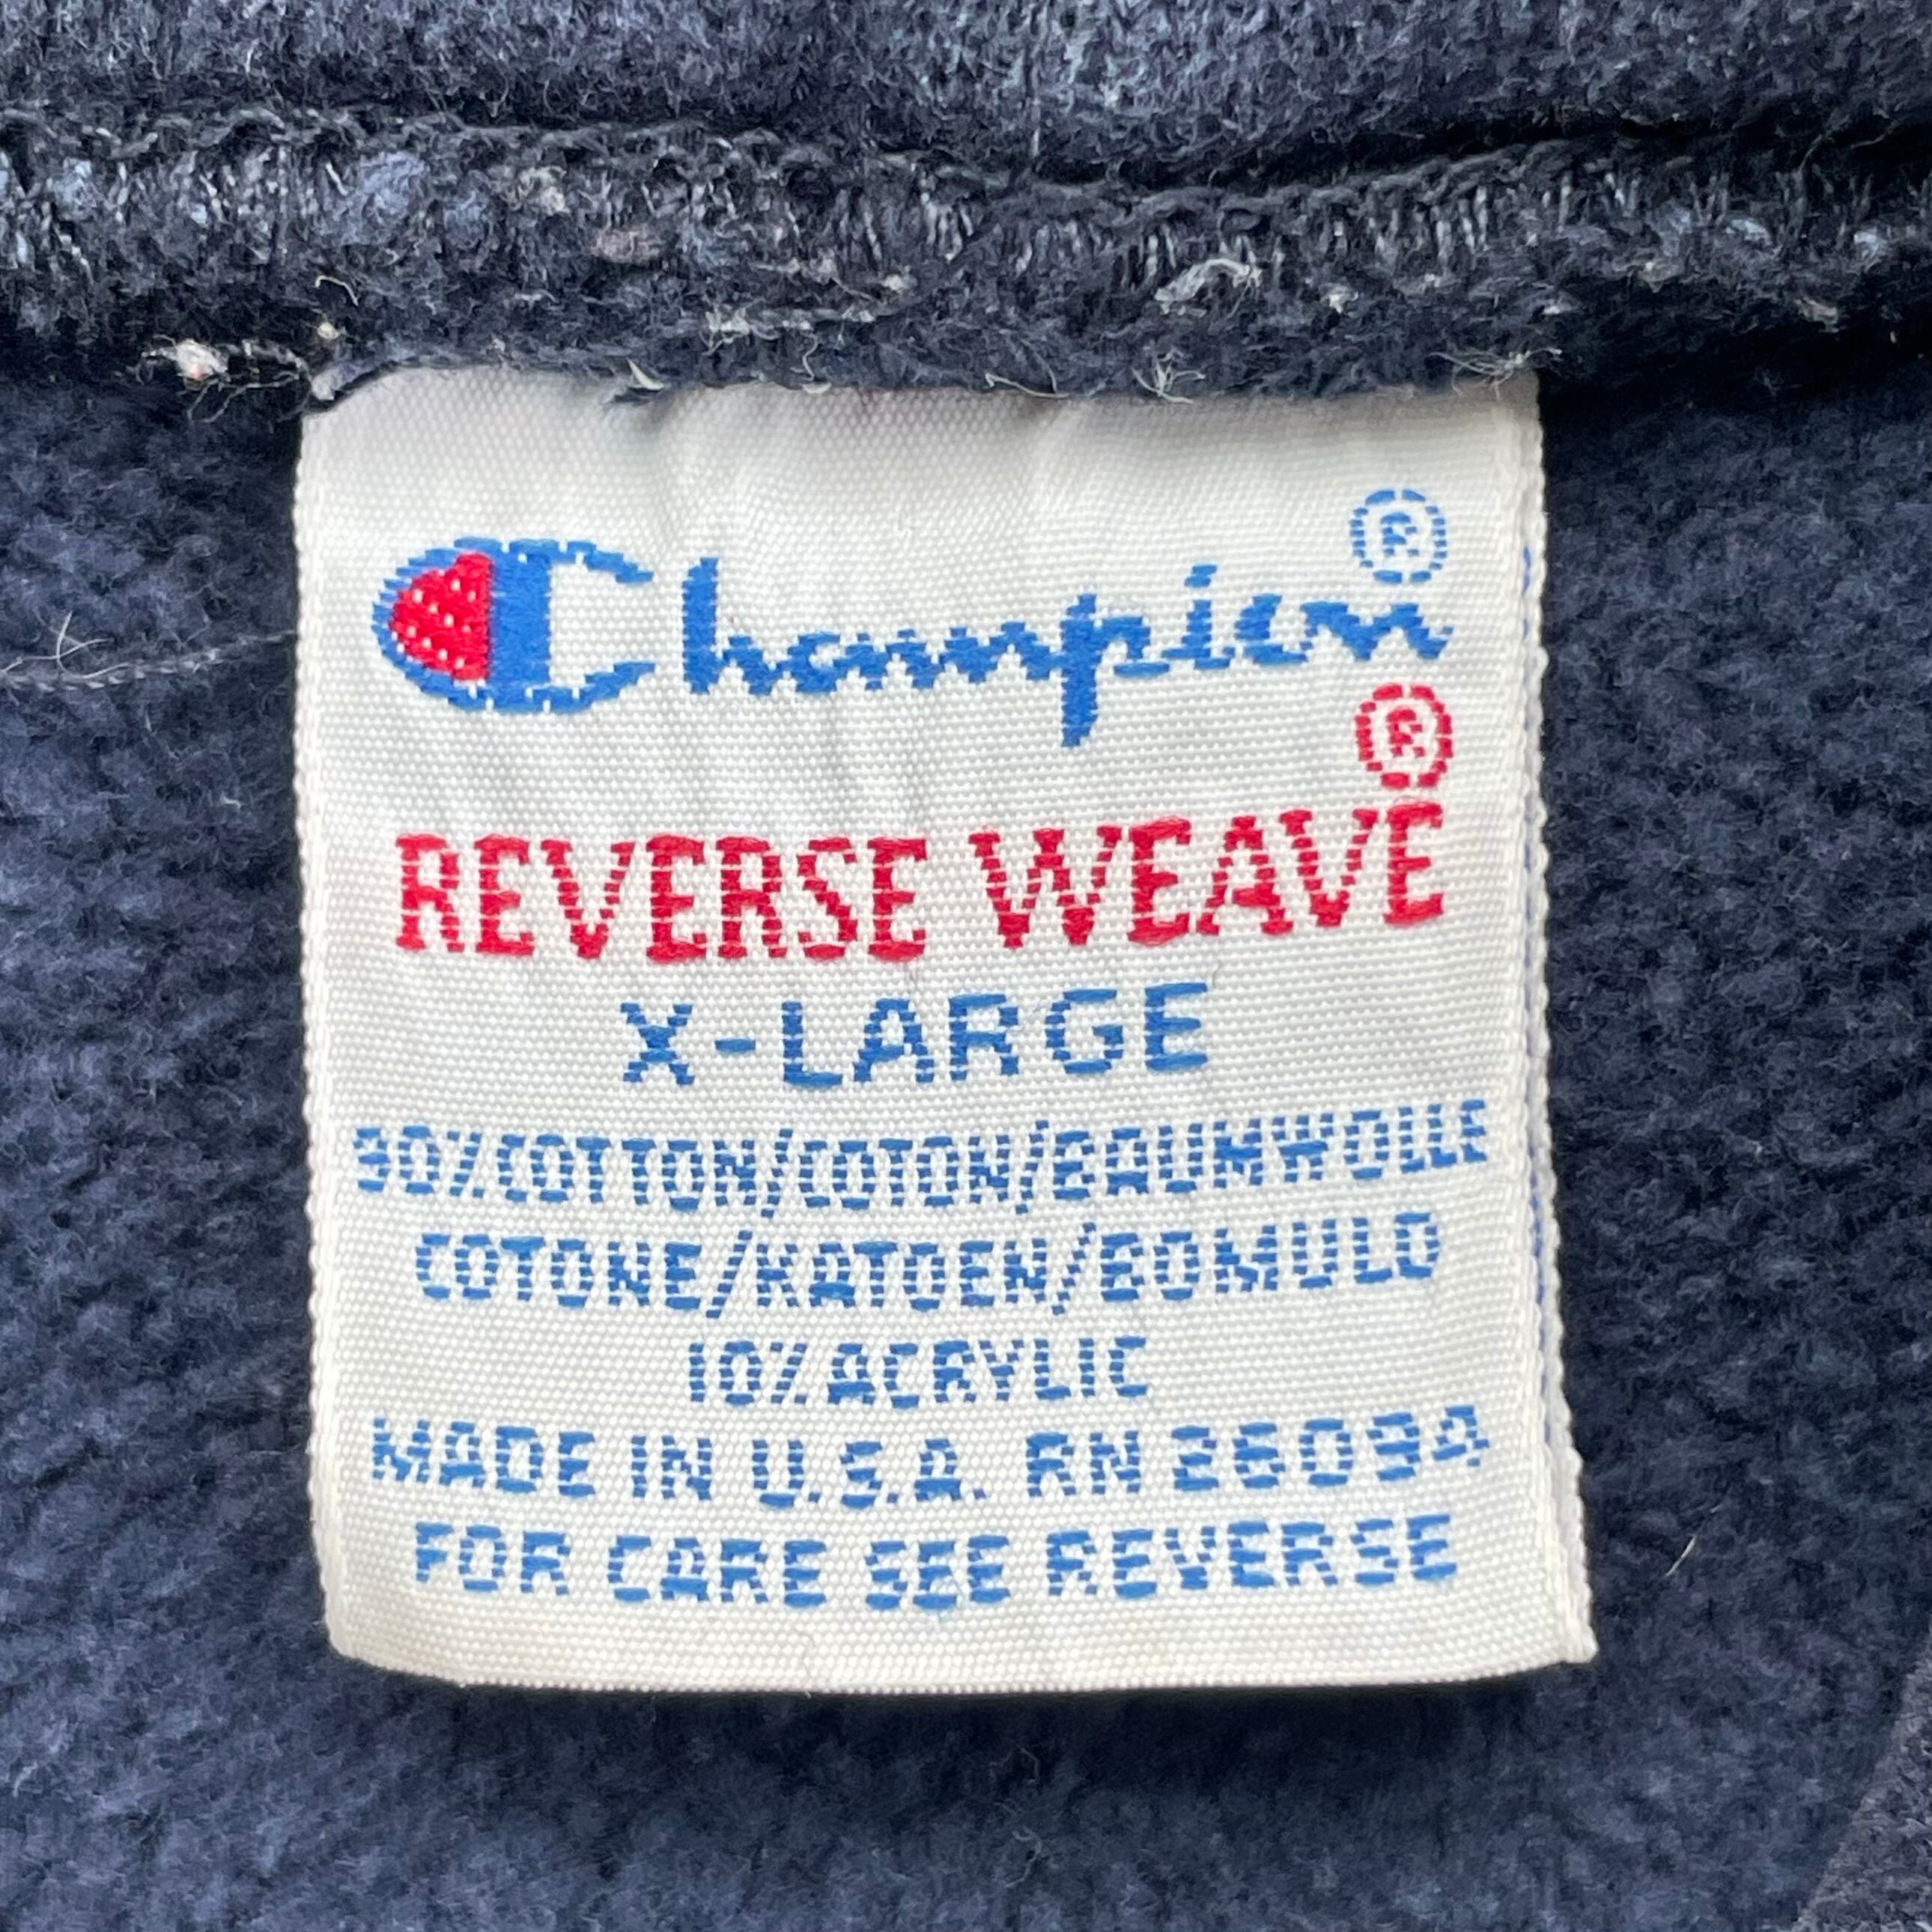 Champion®
REVERSE WEAVE®
X-LARGE
90%COTTON/COTON/BAUMWOLLE
COTONE/KATOEN/BOMULD
10%ACRYLIC
MADE IN U.S.A. RN 26094
FOR CARE SEE REVERSE